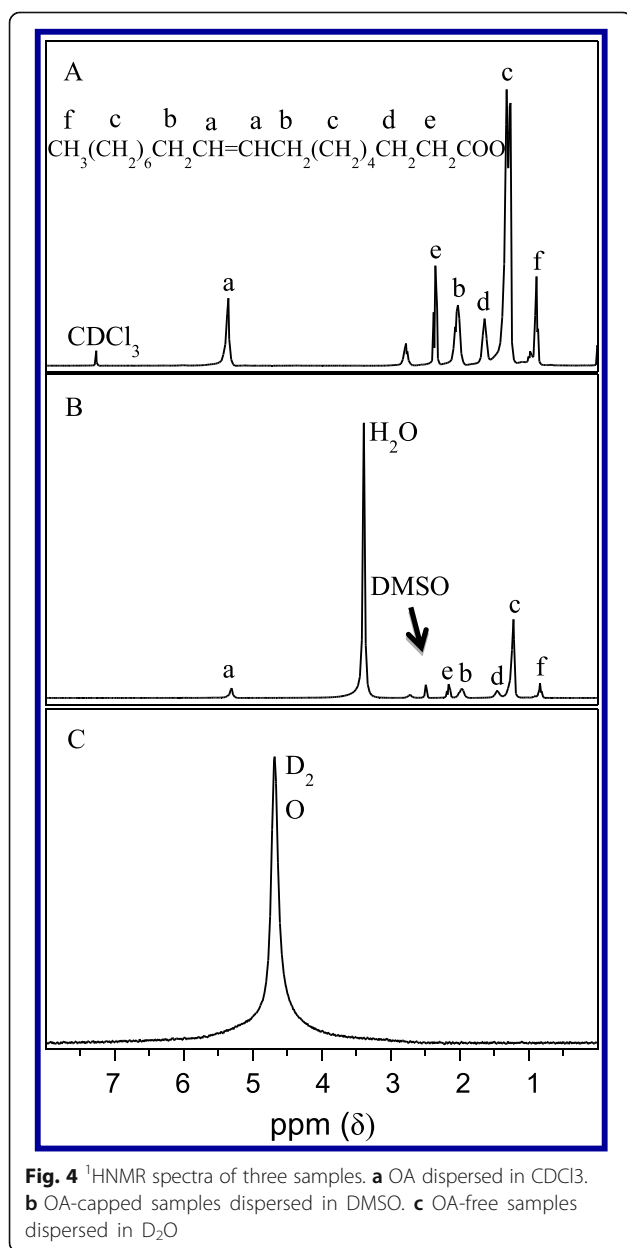 A
c
f c b a a b c d e
CH₃(CH₂)₆CH₂CH=CHCH₂(CH₂)₄CH₂CH₂COO
e
f
a
b
d
CDCl₃
B
H₂O
DMSO
c
a
e b
d
f
C
D₂
O
7 6 5 4 3 2 1
ppm (δ)
Fig. 4 ¹HNMR spectra of three samples. a OA dispersed in CDCl3.
b OA-capped samples dispersed in DMSO. c OA-free samples
dispersed in D₂O